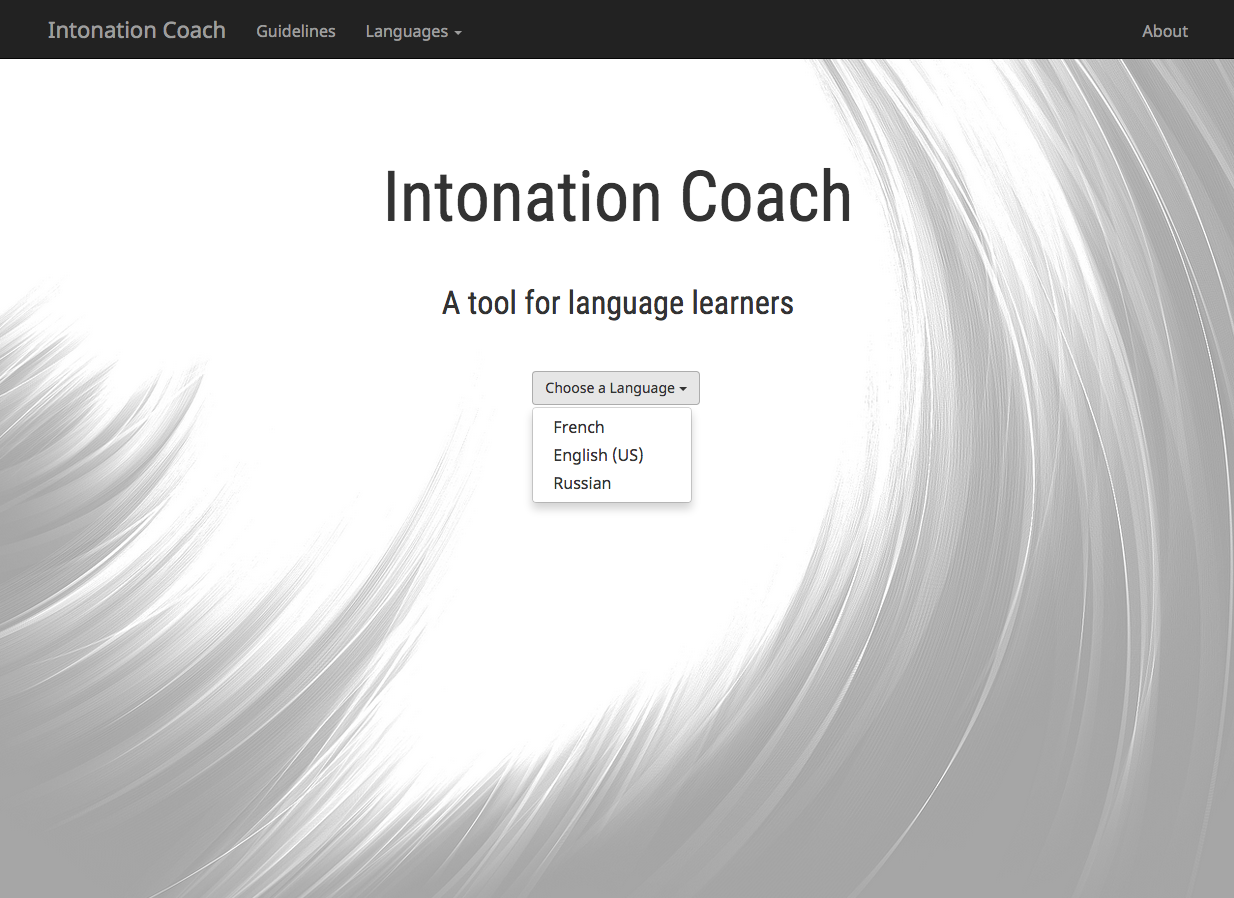 Intonation Coach Guidelines Languages About
Intonation Coach
A tool for language learners
Choose a Language
French
English (US)
Russian